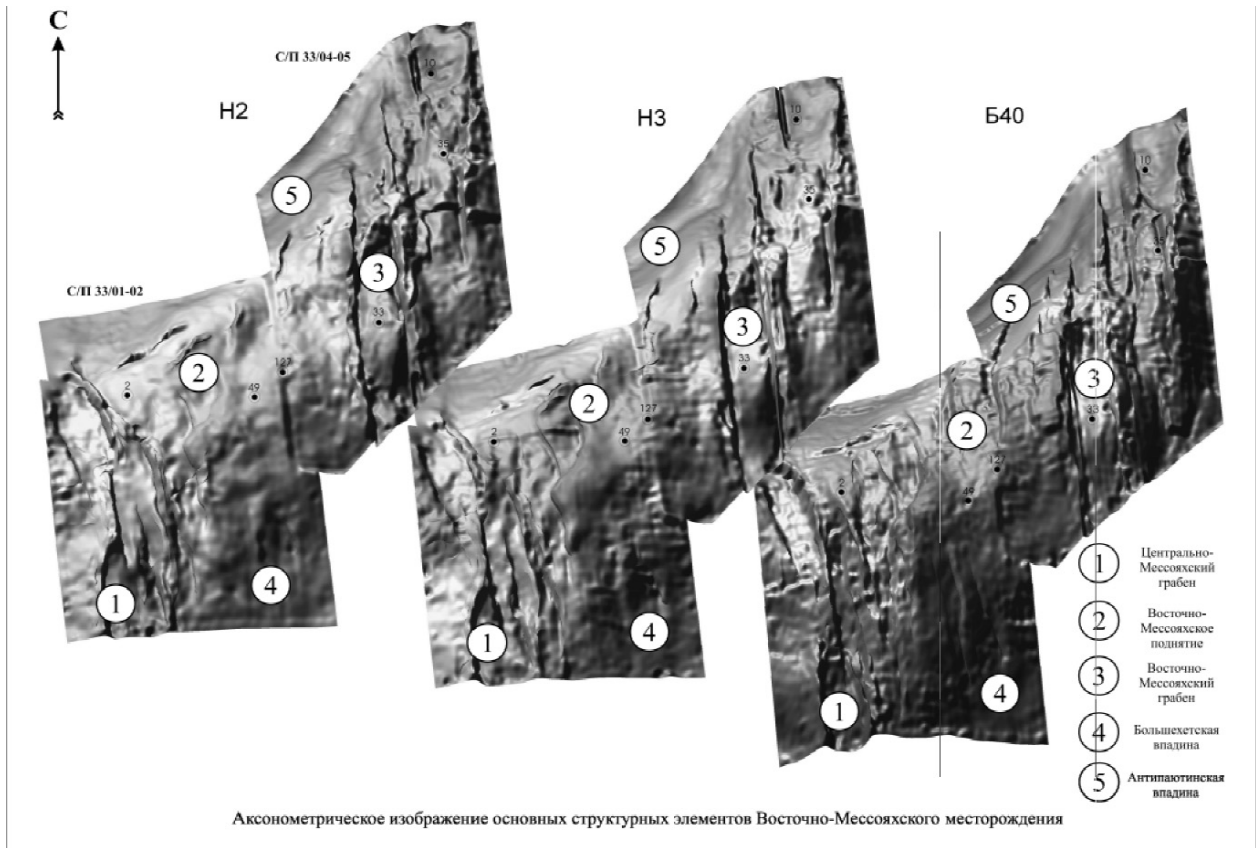 С
С/П 33/04-05
Н2
Н3
Б40
С/П 33/01-02
10
35
5
3
33
2
2
49
127
1
4
10
35
5
3
33
2
2
49
127
1
4
10
5
3
33
2
2
49
127
1
4
1
Центрально-
Мессояхский
грабен
2
Восточно-
Мессояхское
поднятие
3
Восточно-
Мессояхский
грабен
4
Большехетская
впадина
5
Антипаютинская
впадина
Аксонометрическое изображение основных структурных элементов Восточно-Мессояхского месторождения